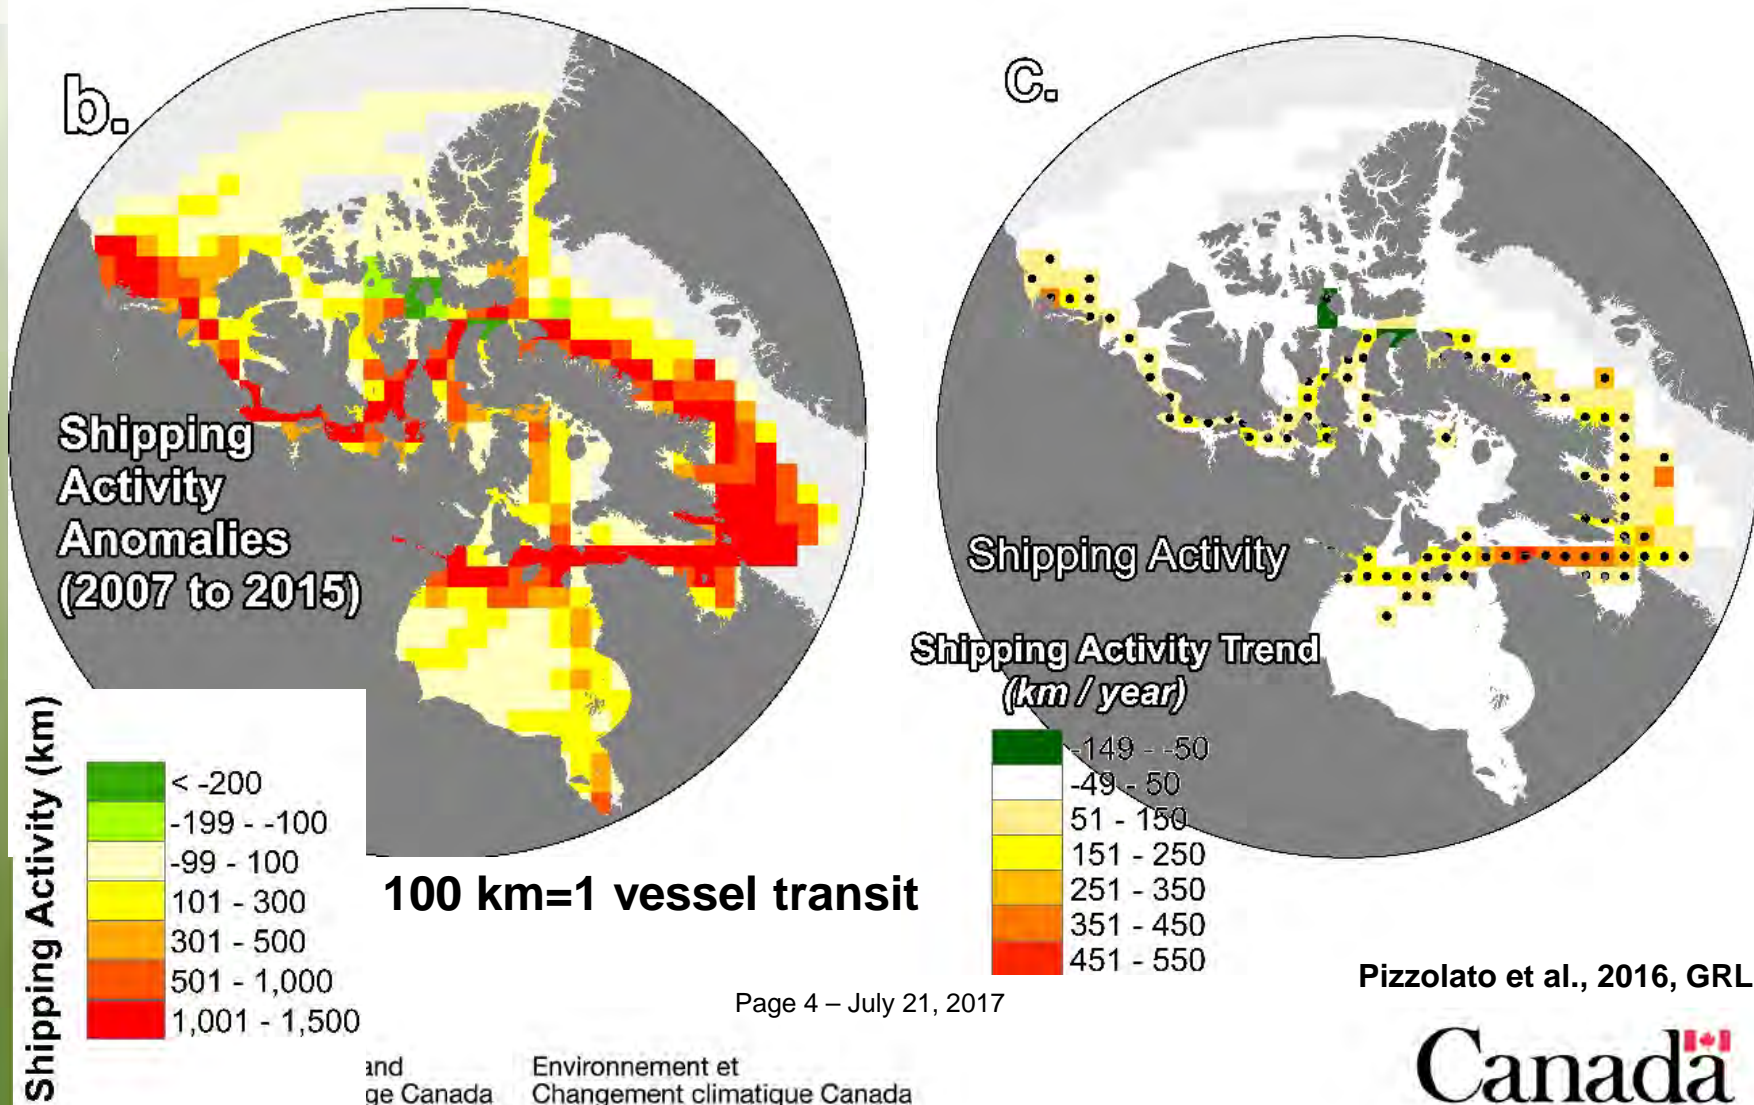 b.
Shipping
Activity
Anomalies
(2007 to 2015)
Shipping Activity (km)
< -200
-199 - -100
-99 - 100
101 - 300
301 - 500
501 - 1,000
1,001 - 1,500
100 km=1 vessel transit
c.
Shipping Activity
Shipping Activity Trend
(km / year)
-149 - -50
-49 - 50
51 - 150
151 - 250
251 - 350
351 - 450
451 - 550
Pizzolato et al., 2016, GRL
Page 4 – July 21, 2017
and
ge Canada
Environnement et
Changement climatique Canada
Canada